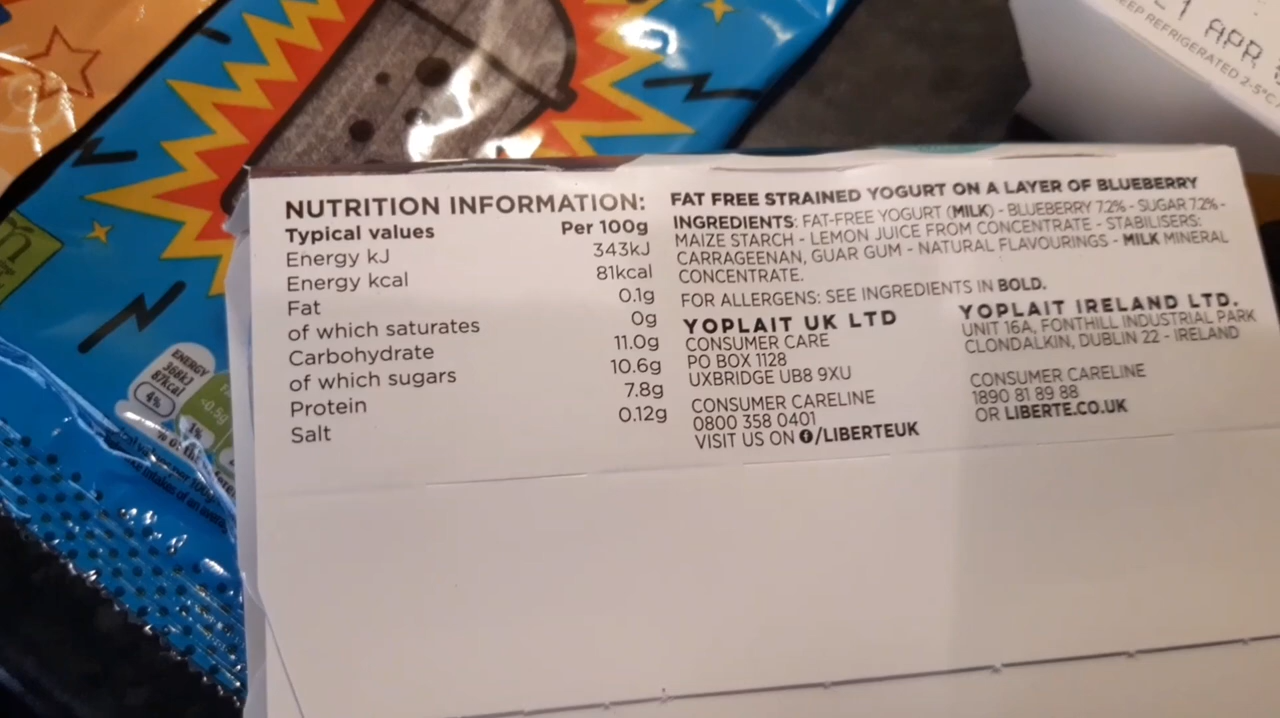 1 APR
KEEP REFRIGERATED 2-5°C
NUTRITION INFORMATION:
Typical values Per 100g
Energy kJ 343kJ
Energy kcal 81kcal
Fat 0.1g
of which saturates 0g
Carbohydrate 11.0g
of which sugars 10.6g
Protein 7.8g
Salt 0.12g
FAT FREE STRAINED YOGURT ON A LAYER OF BLUEBERRY
INGREDIENTS: FAT-FREE YOGURT (MILK) - BLUEBERRY 7.2% - SUGAR 7.2% -
MAIZE STARCH - LEMON JUICE FROM CONCENTRATE - STABILISERS:
CARRAGEENAN, GUAR GUM - NATURAL FLAVOURINGS - MILK MINERAL
CONCENTRATE.
FOR ALLERGENS: SEE INGREDIENTS IN BOLD.
YOPLAIT UK LTD
CONSUMER CARE
PO BOX 1128
UXBRIDGE UB8 9XU
CONSUMER CARELINE
0800 358 0401
VISIT US ON /LIBERTEUK
YOPLAIT IRELAND LTD.
UNIT 16A, FONTHILL INDUSTRIAL PARK
CLONDALKIN, DUBLIN 22 - IRELAND
CONSUMER CARELINE
1890 81 89 88
OR LIBERTE.CO.UK
ENERGY
368kJ
87kcal
4%
<0.5g
1%